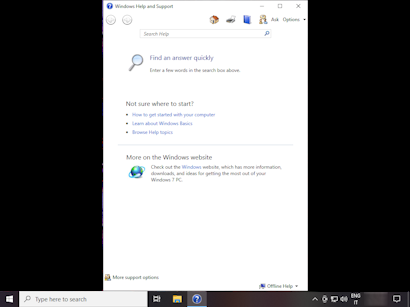 Windows Help and Support
Ask Options
Search Help
Find an answer quickly
Enter a few words in the search box above.
Not sure where to start?
How to get started with your computer
Learn about Windows Basics
Browse Help topics
More on the Windows website
Check out the Windows website, which has more information,
downloads, and ideas for getting the most out of your
Windows 7 PC.
More support options
Offline Help
Type here to search
ENG
IT